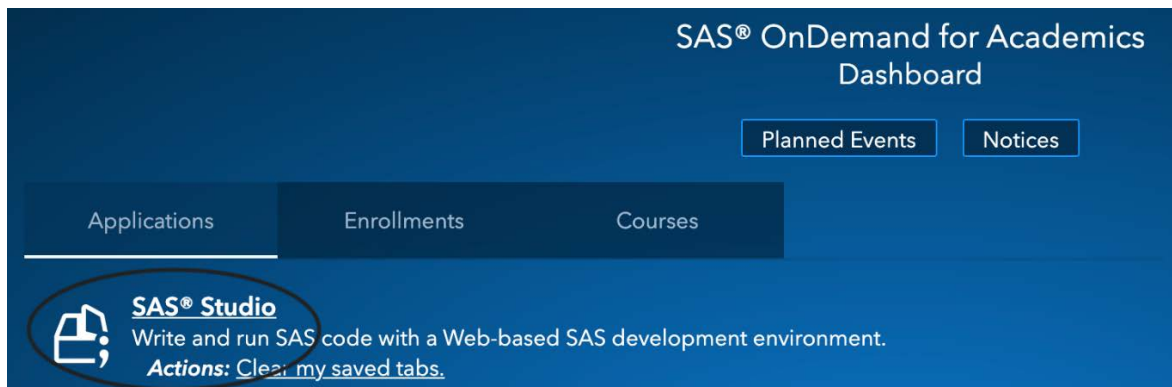 SAS® OnDemand for Academics
Dashboard
Planned Events
Notices
Applications
Enrollments
Courses
SAS® Studio
Write and run SAS code with a Web-based SAS development environment.
Actions: Clear my saved tabs.